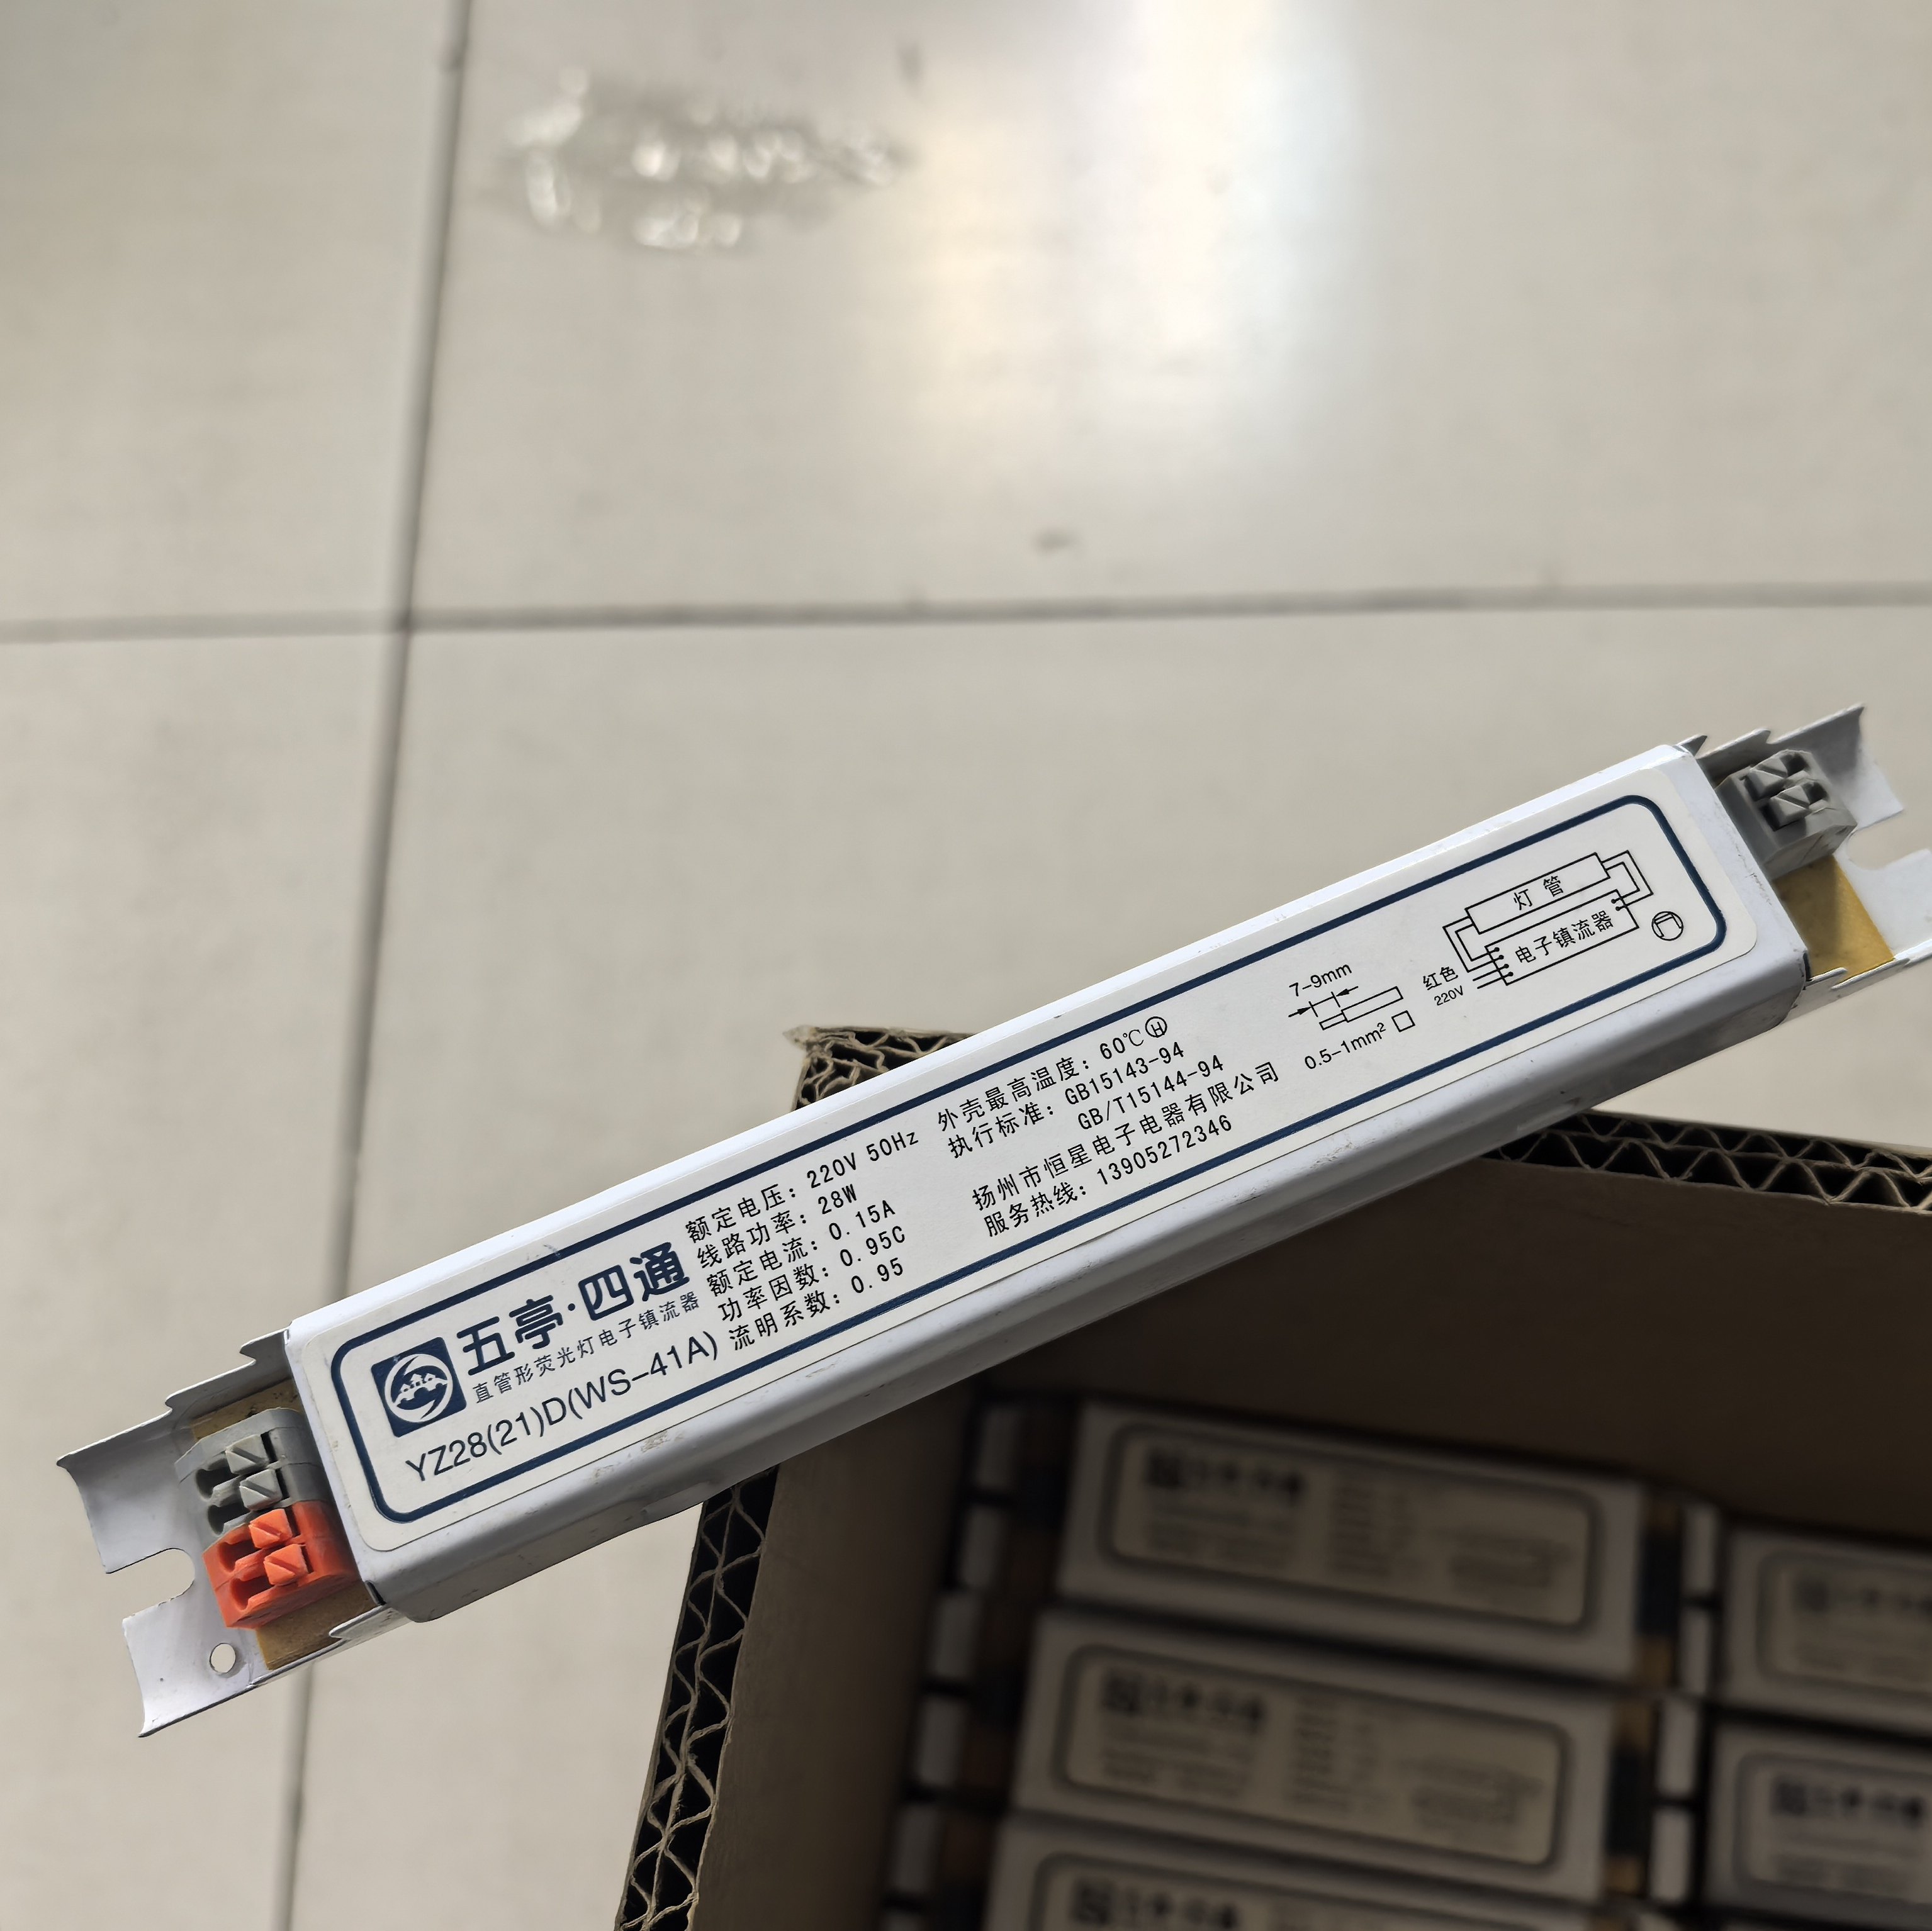 五亭·四通
直管形荧光灯电子镇流器
YZ28(21)D(WS-41A)
额定电压：220V 50Hz
线路功率：28W
额定电流：0.15A
功率因数：0.95C
流明系数：0.95
外壳最高温度：60℃ H
执行标准：GB15143-94
GB/T15144-94
扬州市恒星电子电器有限公司
服务热线：13905272346
7-9mm
0.5-1mm²
灯管
电子镇流器
红色
220V